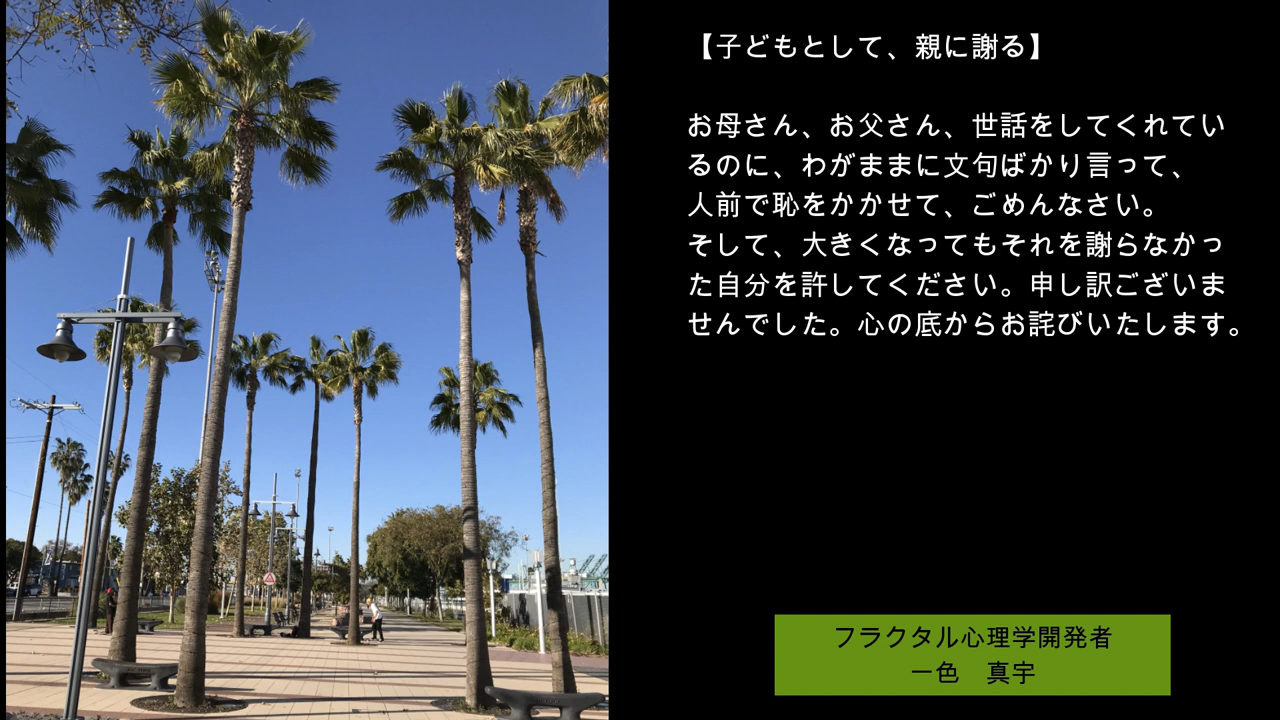 【子どもとして、親に謝る】
お母さん、お父さん、世話をしてくれてい
るのに、わがままに文句ばかり言って、
人前で恥をかかせて、ごめんなさい。
そして、大きくなってもそれを謝らなかっ
た自分を許してください。申し訳ございま
せんでした。心の底からお詫びいたします。
フラクタル心理学開発者
一色　真宇